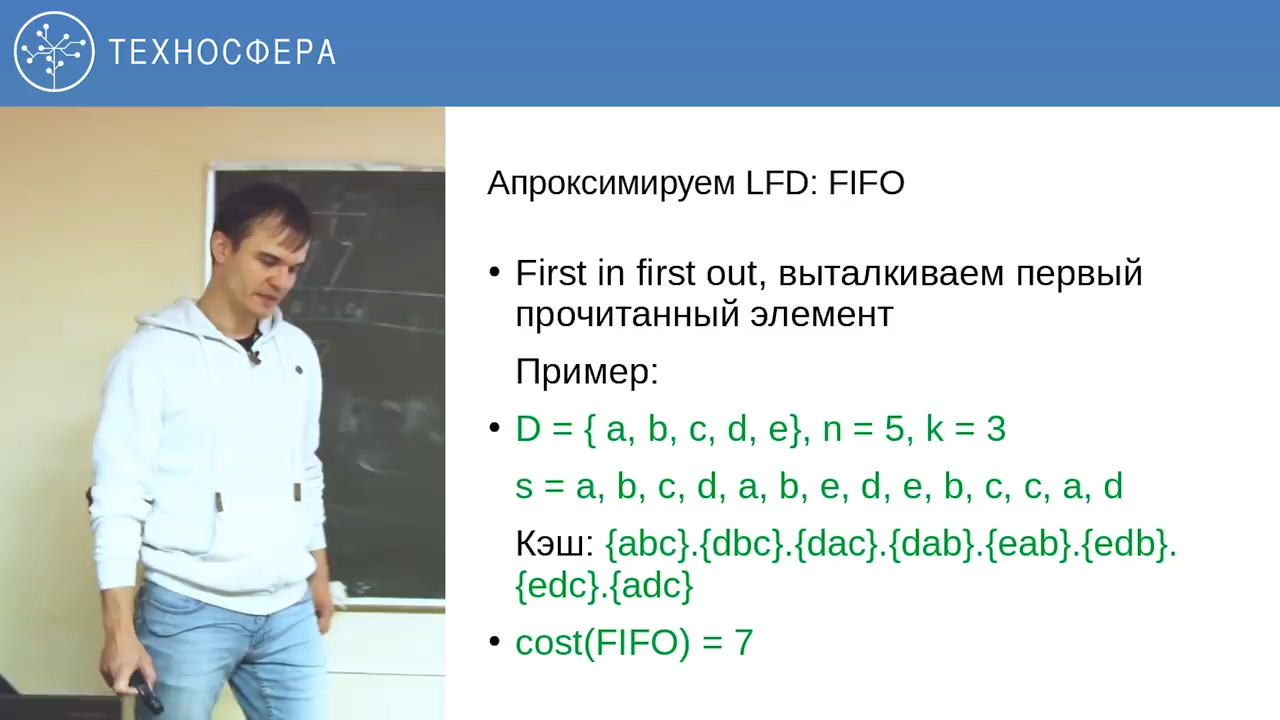 ТЕХНОСФЕРА
Апроксимируем LFD: FIFO
• First in first out, выталкиваем первый
прочитанный элемент
Пример:
• D = { a, b, c, d, e}, n = 5, k = 3
s = a, b, c, d, a, b, e, d, e, b, c, c, a, d
Кэш: {abc}.{dbc}.{dac}.{dab}.{eab}.{edb}.
{edc}.{adc}
• cost(FIFO) = 7